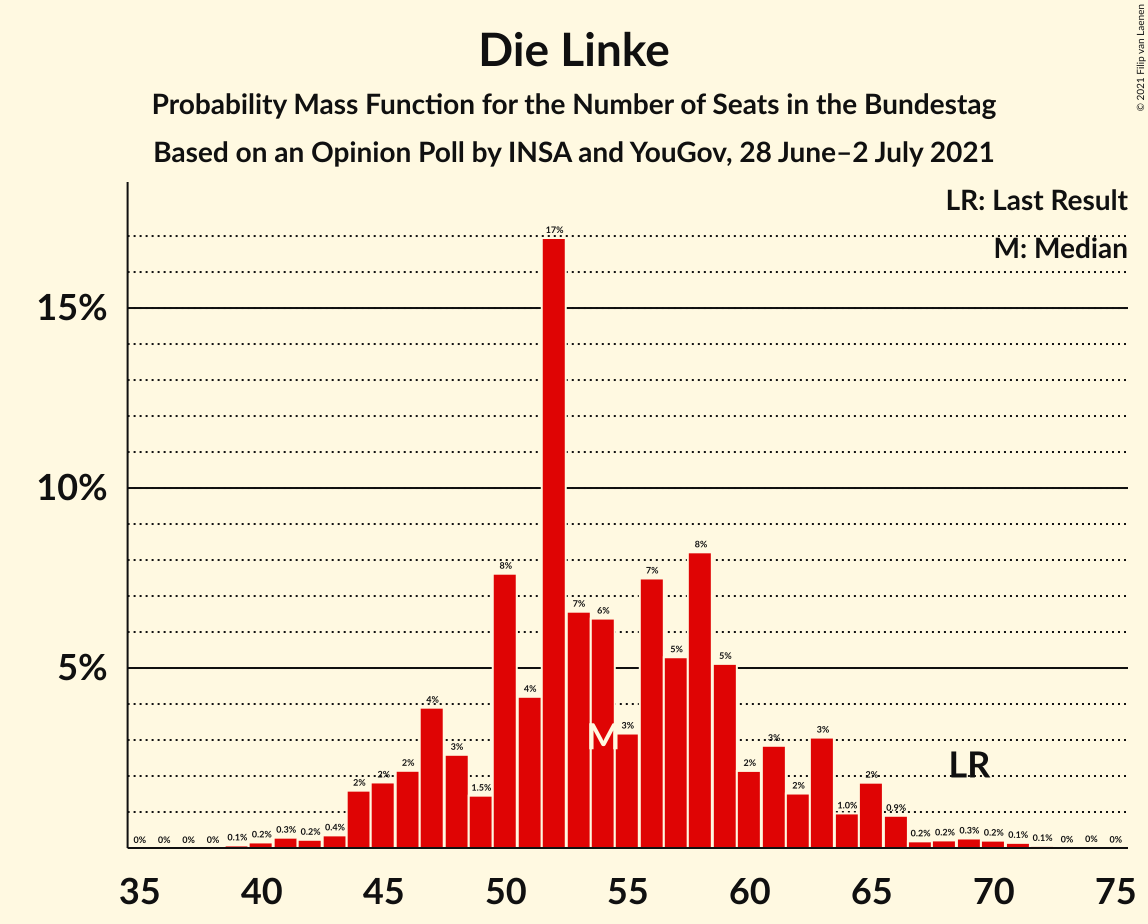 Die Linke
Probability Mass Function for the Number of Seats in the Bundestag
Based on an Opinion Poll by INSA and YouGov, 28 June–2 July 2021
© 2021 Filip van Laenen
LR: Last Result
M: Median
15%
10%
5%
0% 0% 0% 0% 0.1% 0.2% 0.3% 0.2% 0.4% 2% 2% 2% 4% 3% 1.5% 8% 4% 17% 7% 6% 3% 7% 5% 8% 5% 2% 3% 2% 3% 1.0% 2% 0.9% 0.2% 0.2% 0.3% 0.2% 0.1% 0.1% 0% 0% 0%
M
LR
35 40 45 50 55 60 65 70 75